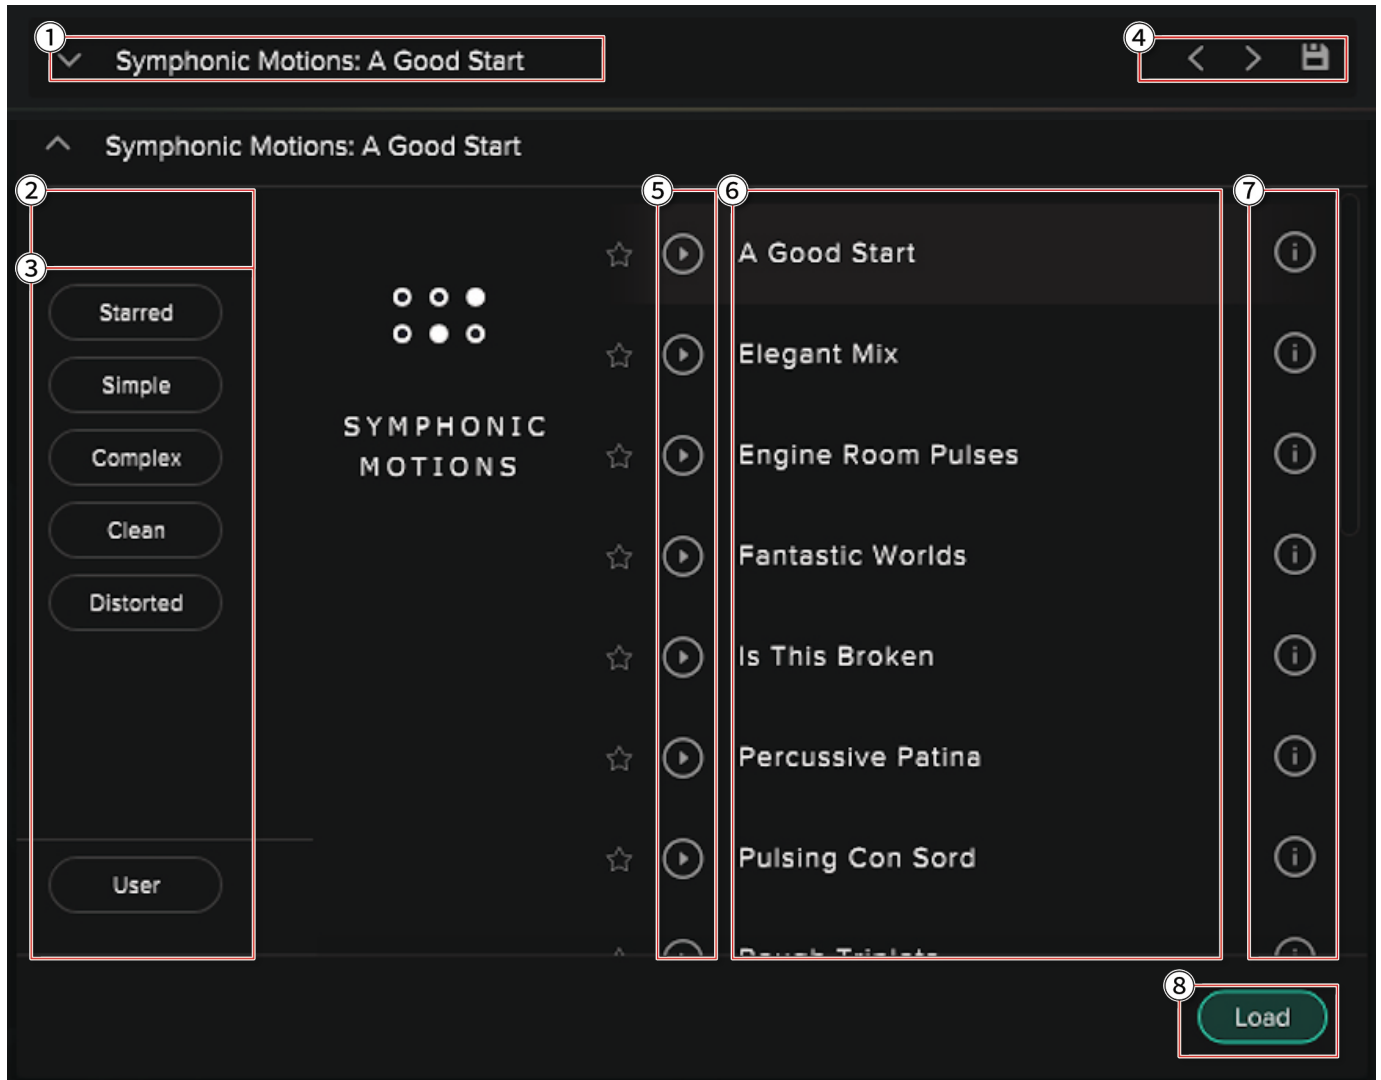 1
Symphonic Motions: A Good Start
4
Symphonic Motions: A Good Start
2
3
5
6
7
Starred
Simple
Complex
Clean
Distorted
User
SYMPHONIC
MOTIONS
A Good Start
Elegant Mix
Engine Room Pulses
Fantastic Worlds
Is This Broken
Percussive Patina
Pulsing Con Sord
Rough Triplets
8
Load